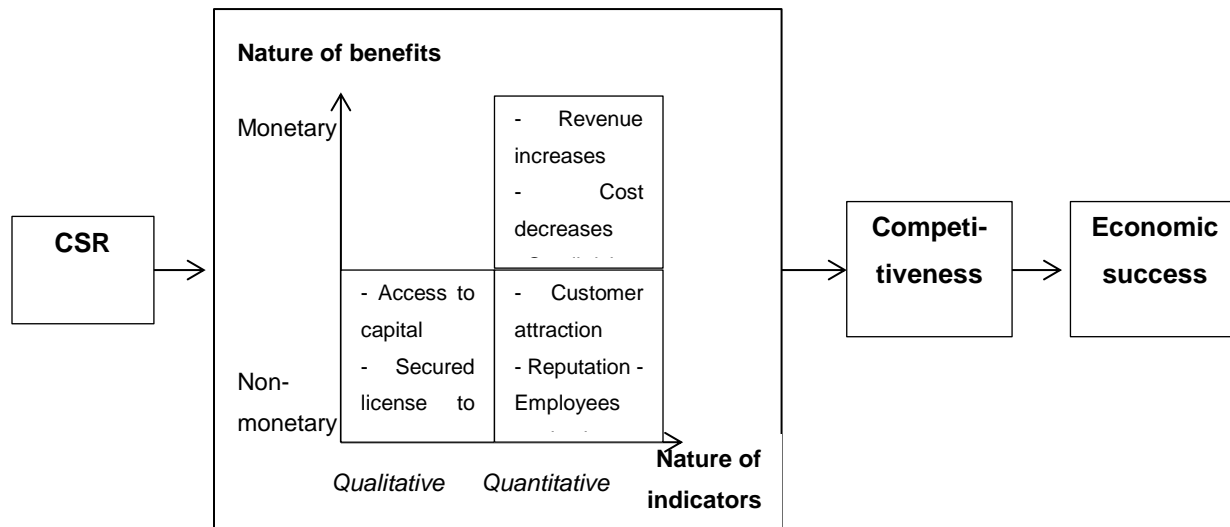 Nature of benefits
Monetary
- Revenue
increases
- Cost
decreases
CSR
Competi-
tiveness
Economic
success
- Access to
capital
- Secured
license to
- Customer
attraction
- Reputation -
Employees
Non-
monetary
Nature of
indicators
Qualitative
Quantitative